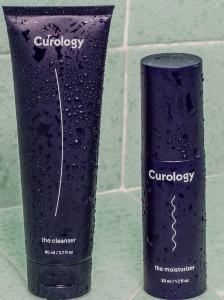 Curology
the cleanser
80 ml / 2.7 fl oz
Curology
the moisturizer
50 ml / 1.7 fl oz